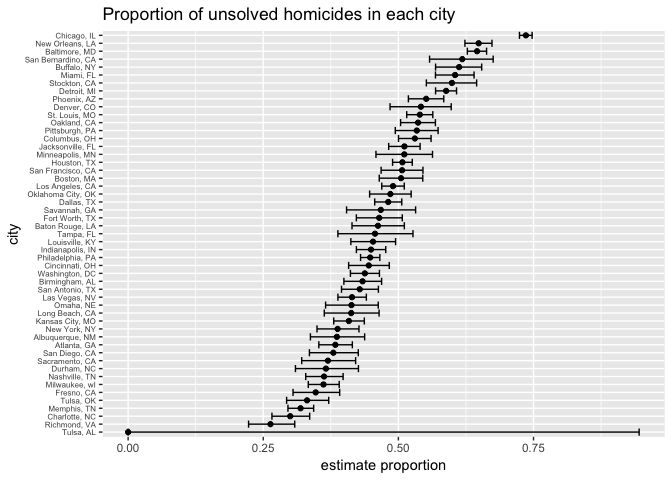 Proportion of unsolved homicides in each city
city
Chicago, IL
New Orleans, LA
Baltimore, MD
San Bernardino, CA
Buffalo, NY
Miami, FL
Stockton, CA
Detroit, MI
Phoenix, AZ
Denver, CO
St. Louis, MO
Oakland, CA
Pittsburgh, PA
Columbus, OH
Jacksonville, FL
Minneapolis, MN
Houston, TX
San Francisco, CA
Boston, MA
Los Angeles, CA
Oklahoma City, OK
Dallas, TX
Savannah, GA
Fort Worth, TX
Baton Rouge, LA
Tampa, FL
Louisville, KY
Indianapolis, IN
Philadelphia, PA
Cincinnati, OH
Washington, DC
Birmingham, AL
San Antonio, TX
Las Vegas, NV
Omaha, NE
Long Beach, CA
Kansas City, MO
New York, NY
Albuquerque, NM
Atlanta, GA
San Diego, CA
Sacramento, CA
Durham, NC
Nashville, TN
Milwaukee, wI
Fresno, CA
Tulsa, OK
Memphis, TN
Charlotte, NC
Richmond, VA
Tulsa, AL
0.00 0.25 0.50 0.75
estimate proportion